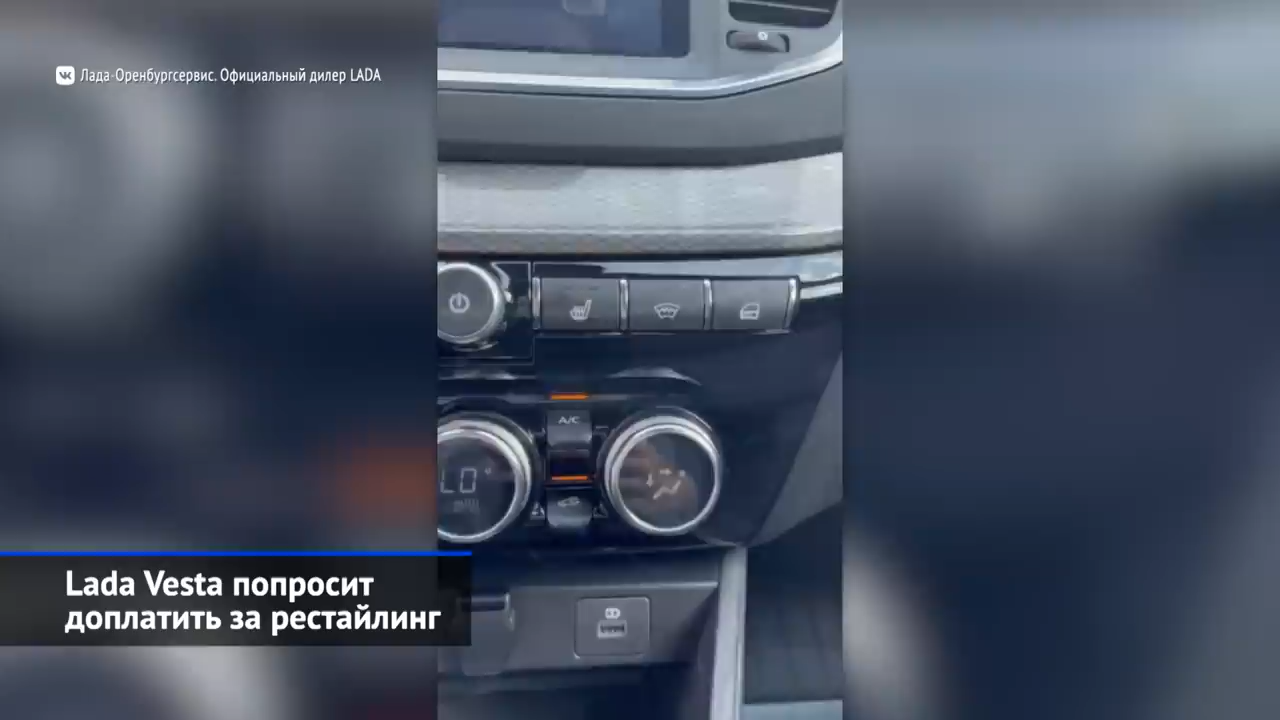 Лада-Оренбургсервис. Официальный дилер LADA
A/C
LO
Lada Vesta попросит
доплатить за рестайлинг